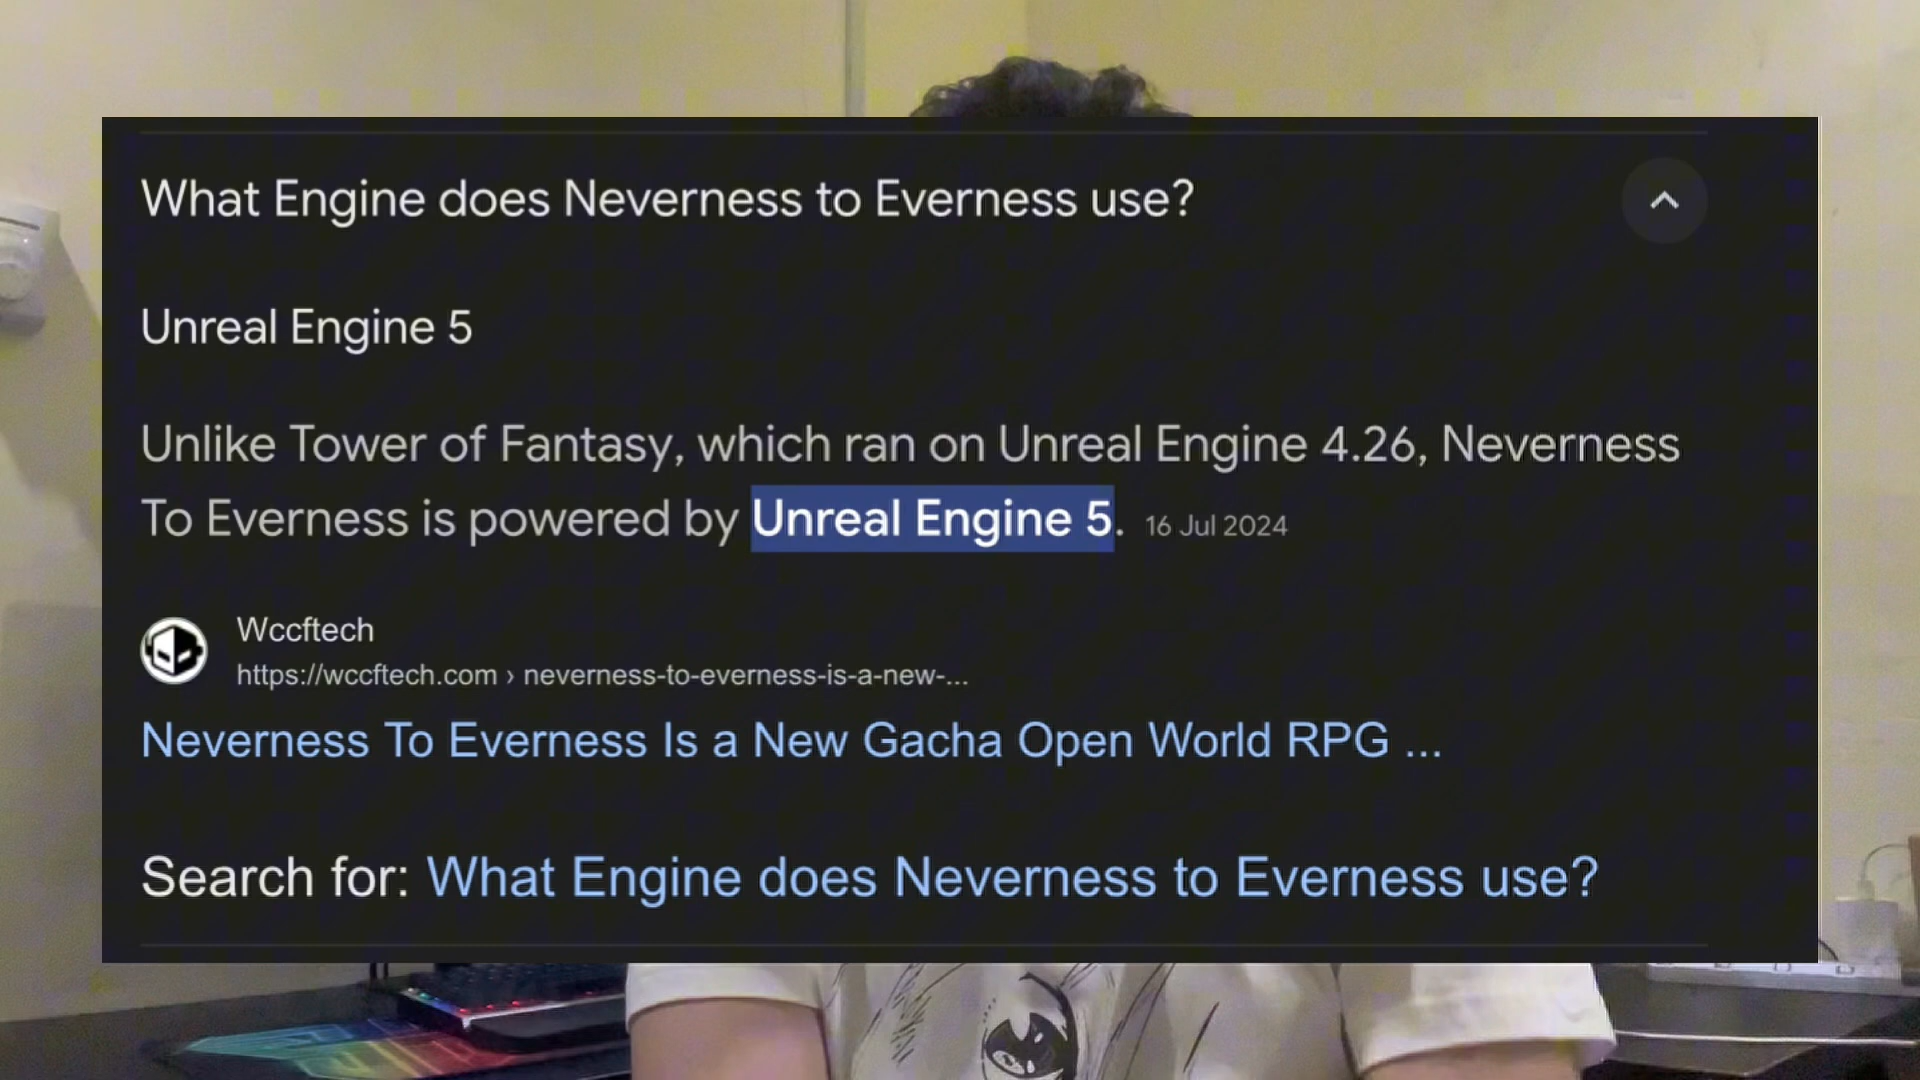 What Engine does Neverness to Everness use?
Unreal Engine 5
Unlike Tower of Fantasy, which ran on Unreal Engine 4.26, Neverness
To Everness is powered by Unreal Engine 5. 16 Jul 2024
Wccftech
https://wccftech.com › neverness-to-everness-is-a-new-...
Neverness To Everness Is a New Gacha Open World RPG ...
Search for: What Engine does Neverness to Everness use?